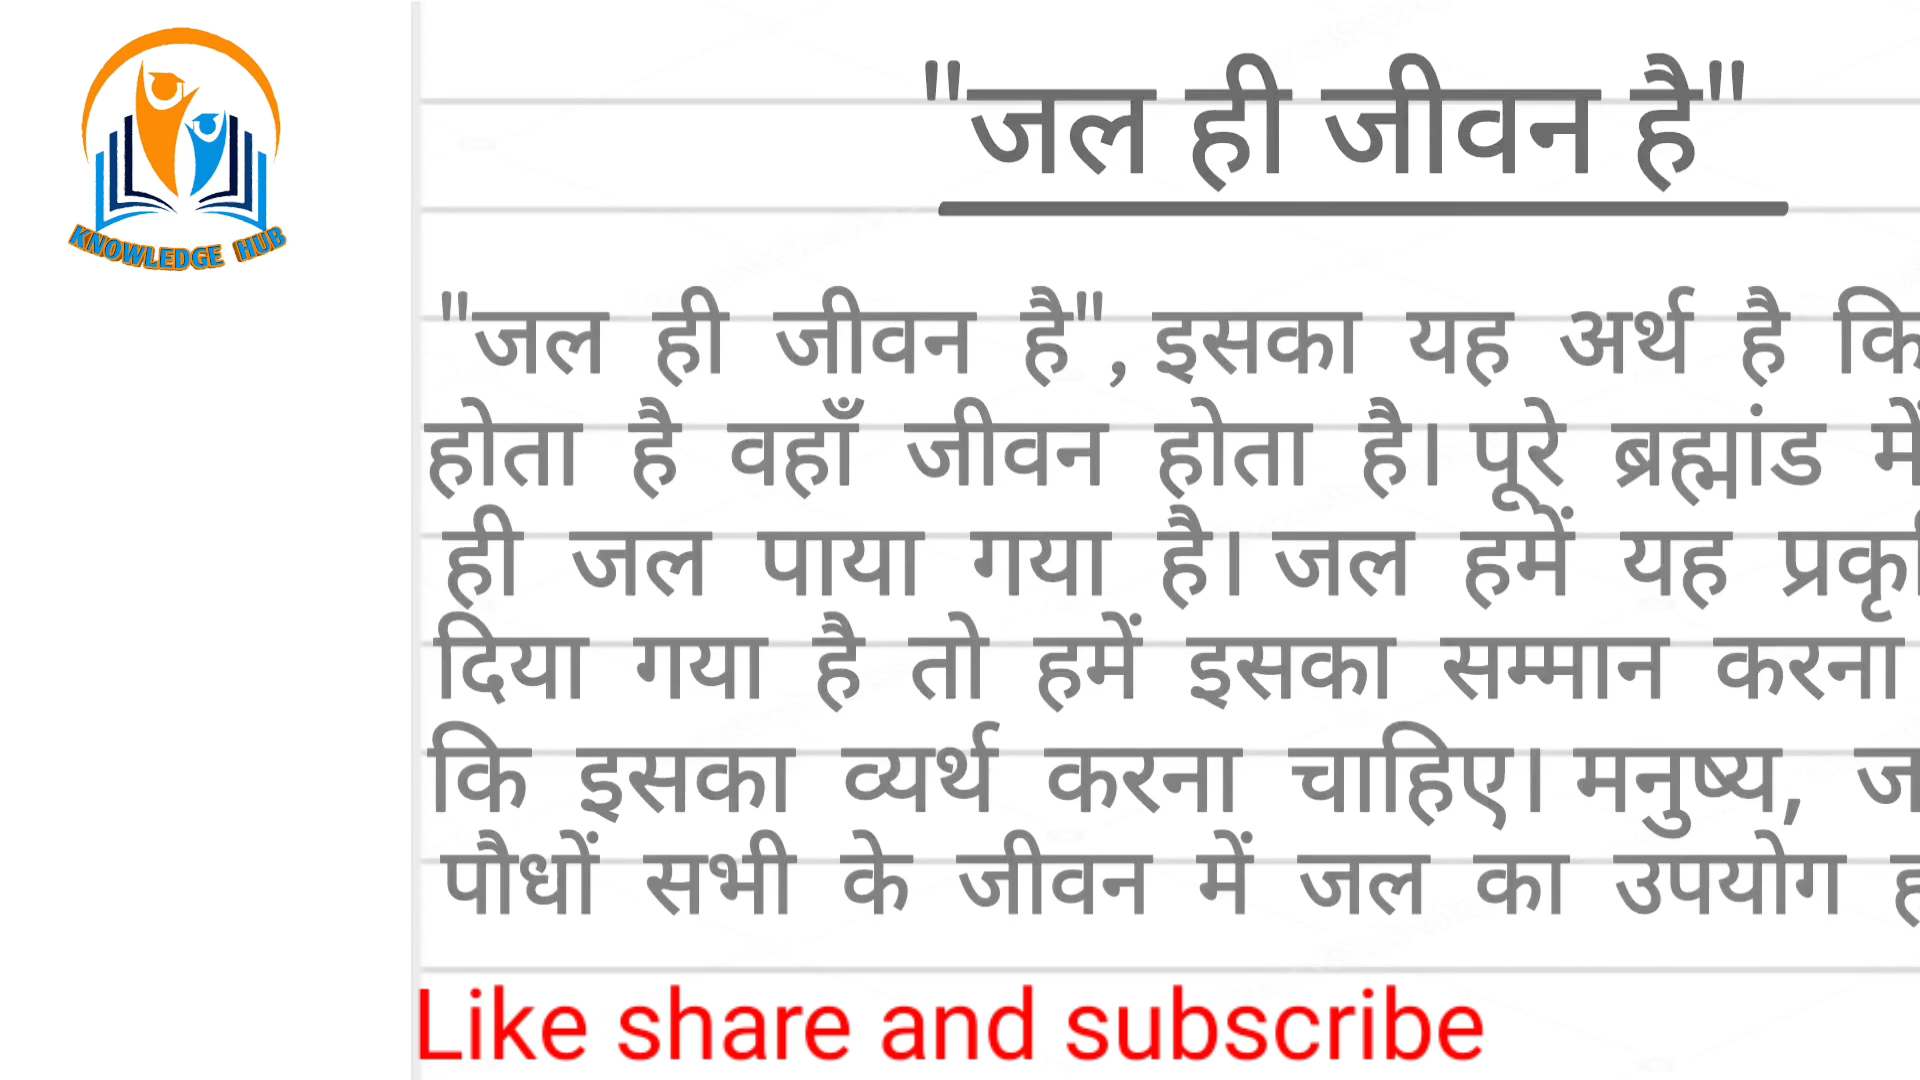 KNOWLEDGE HUB
"जल ही जीवन है"
"जल ही जीवन है", इसका यह अर्थ है कि
होता है वहाँ जीवन होता है। पूरे ब्रह्मांड में
ही जल पाया गया है। जल हमें यह
दिया गया है तो हमें इसका सम्मान करना
कि इसका व्यर्थ करना चाहिए। मनुष्य,
पौधों सभी के जीवन में जल का उपयोग
Like share and subscribe